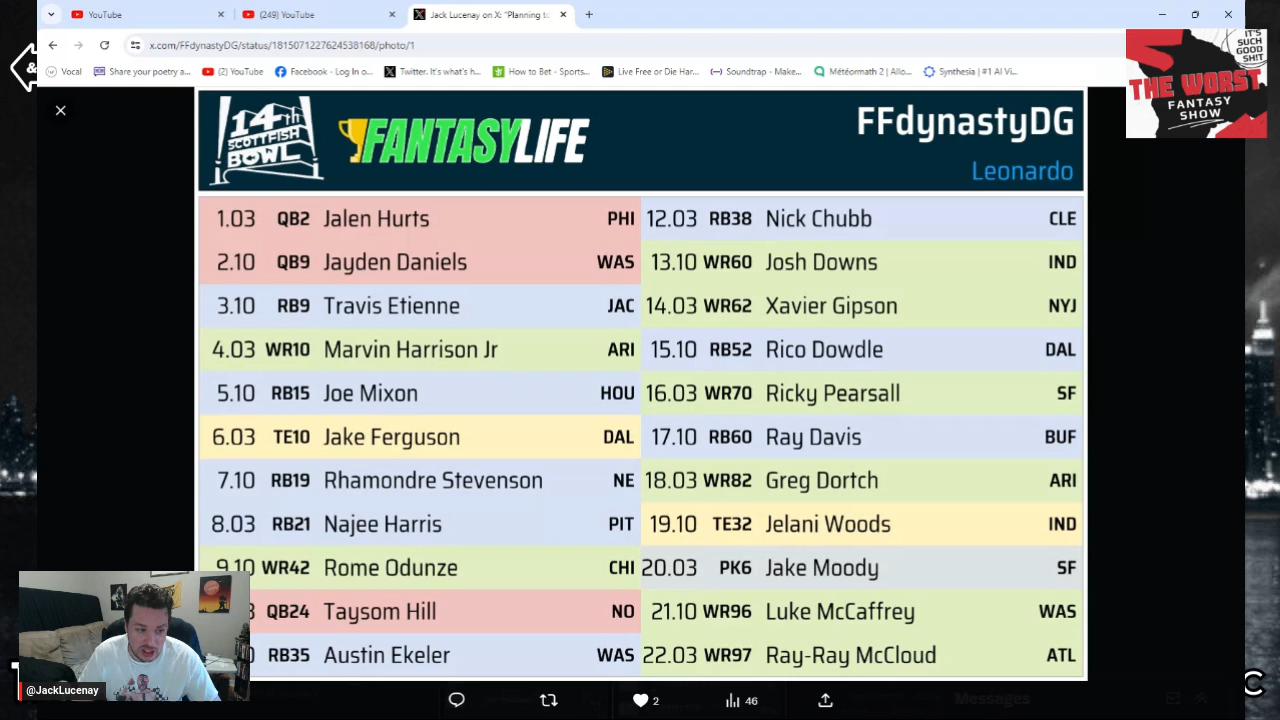 YouTube
(249) YouTube
Jack Lucenay on X: "Planning to
x.com/FFdynastyDG/status/1815071227624538168/photo/1
Vocal
Share your poetry a...
(2) YouTube
Facebook - Log In o...
Twitter. It's what's h...
How to Bet - Sports...
Live Free or Die Har...
Soundtrap - Make...
Météormath 2 | Allo...
Synthesia | #1 AI Vi...
IT'S
SUCH
GOOD
SH!T!
THE WORST
FANTASY
SHOW
14th
SCOTTFISH
BOWL
FANTASYLIFE
FFdynastyDG
Leonardo
1.03 QB2 Jalen Hurts PHI
2.10 QB9 Jayden Daniels WAS
3.10 RB9 Travis Etienne JAC
4.03 WR10 Marvin Harrison Jr ARI
5.10 RB15 Joe Mixon HOU
6.03 TE10 Jake Ferguson DAL
7.10 RB19 Rhamondre Stevenson NE
8.03 RB21 Najee Harris PIT
9.10 WR42 Rome Odunze CHI
QB24 Taysom Hill NO
RB35 Austin Ekeler WAS
12.03 RB38 Nick Chubb CLE
13.10 WR60 Josh Downs IND
14.03 WR62 Xavier Gipson NYJ
15.10 RB52 Rico Dowdle DAL
16.03 WR70 Ricky Pearsall SF
17.10 RB60 Ray Davis BUF
18.03 WR82 Greg Dortch ARI
19.10 TE32 Jelani Woods IND
20.03 PK6 Jake Moody SF
21.10 WR96 Luke McCaffrey WAS
22.03 WR97 Ray-Ray McCloud ATL
@JackLucenay
2
46
Messages